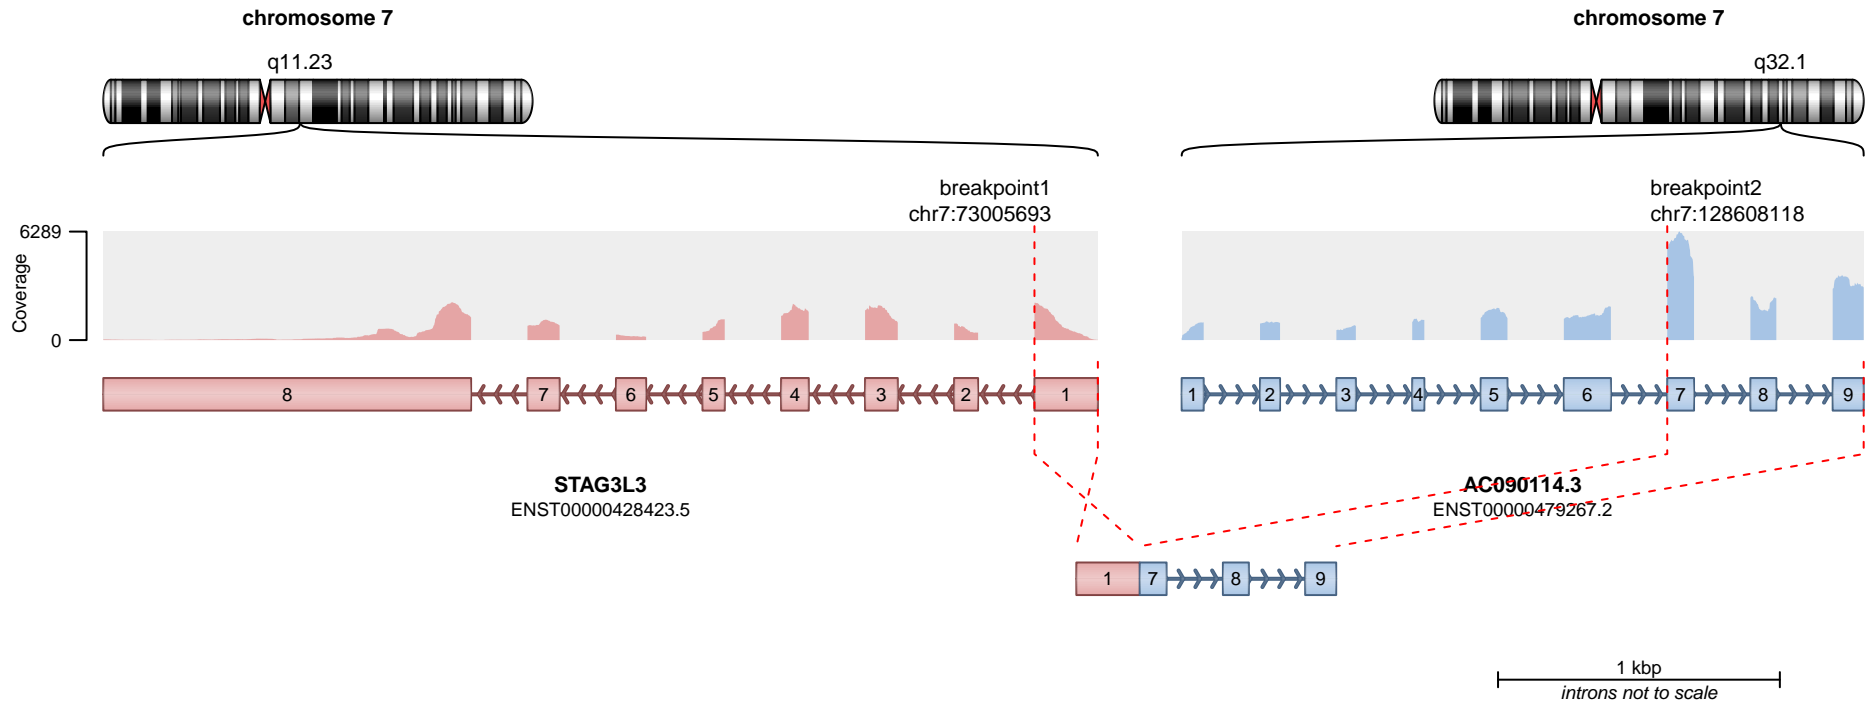 chromosome 7
chromosome 7
q11.23
q32.1
breakpoint1
chr7:73005693
breakpoint2
chr7:128608118
6289
Coverage
0
8 7 6 5 4 3 2 1
1 2 3 4 5 6 7 8 9
STAG3L3
ENST00000428423.5
AC090114.3
ENST00000479267.2
1 7 8 9
1 kbp
introns not to scale